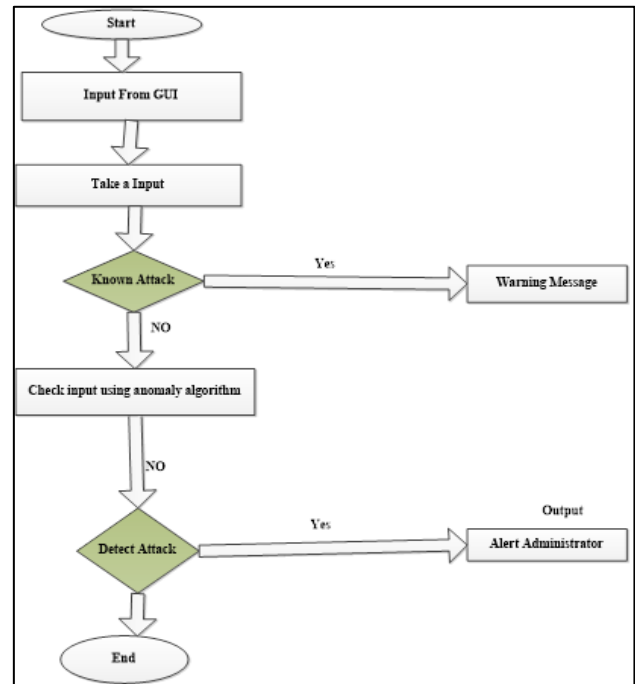 Start
Input From GUI
Take a Input
Known Attack
Yes
Warning Message
NO
Check input using anomaly algorithm
NO
Detect Attack
Yes
Output
Alert Administrator
End